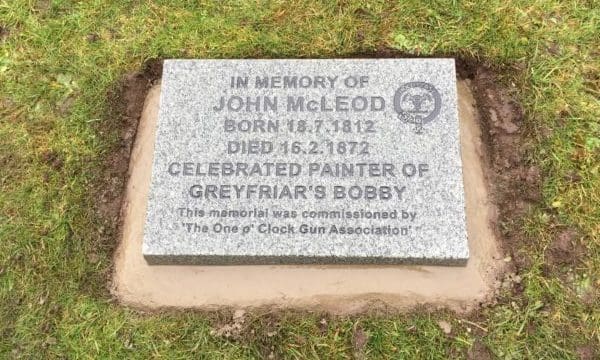 IN MEMORY OF
JOHN McLEOD
BORN 18.7.1812
DIED 15.2.1872
CELEBRATED PAINTER OF
GREYFRIAR'S BOBBY
This memorial was commissioned by
'The One o' Clock Gun Association'